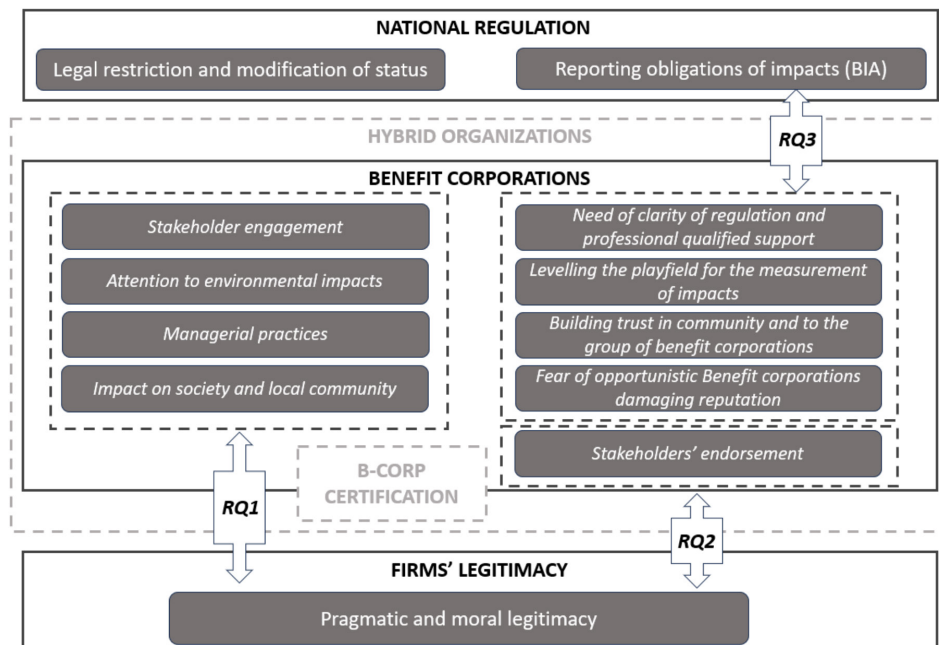 NATIONAL REGULATION
Legal restriction and modification of status
Reporting obligations of impacts (BIA)
HYBRID ORGANIZATIONS
RQ3
BENEFIT CORPORATIONS
Stakeholder engagement
Attention to environmental impacts
Managerial practices
Impact on society and local community
Need of clarity of regulation and
professional qualified support
Levelling the playfield for the measurement
of impacts
Building trust in community and to the
group of benefit corporations
Fear of opportunistic Benefit corporations
damaging reputation
Stakeholders' endorsement
B-CORP
CERTIFICATION
RQ1
RQ2
FIRMS' LEGITIMACY
Pragmatic and moral legitimacy